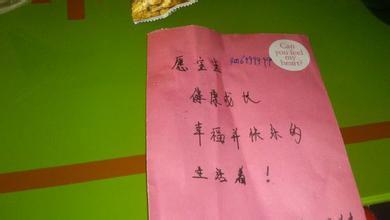 Can
you feel
my
heart?
愿宝宝
健康成长
幸福并快乐的
生活着！